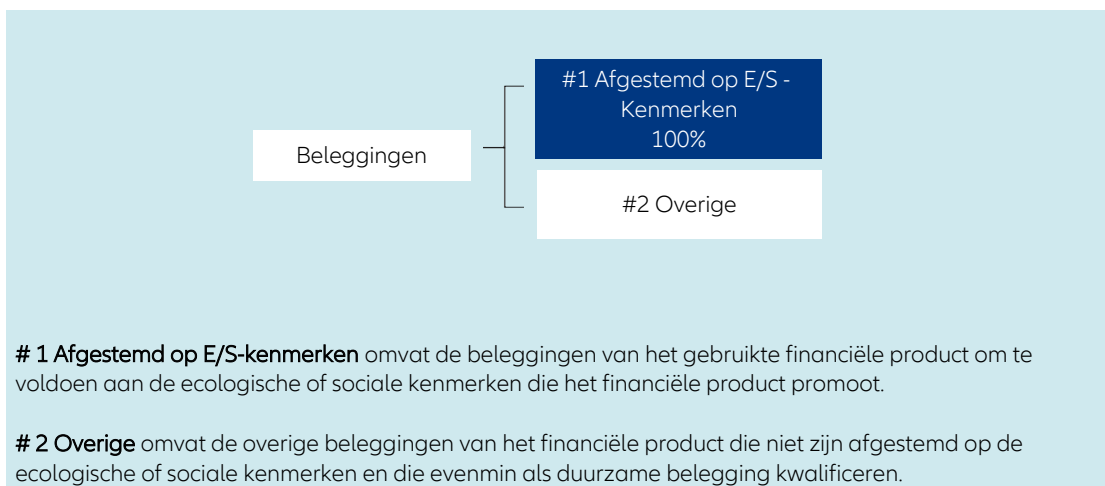 #1 Afgestemd op E/S -
Kenmerken
100%
Beleggingen
#2 Overige
# 1 Afgestemd op E/S-kenmerken omvat de beleggingen van het gebruikte financiële product om te
voldoen aan de ecologische of sociale kenmerken die het financiële product promoot.
# 2 Overige omvat de overige beleggingen van het financiële product die niet zijn afgestemd op de
ecologische of sociale kenmerken en die evenmin als duurzame belegging kwalificeren.